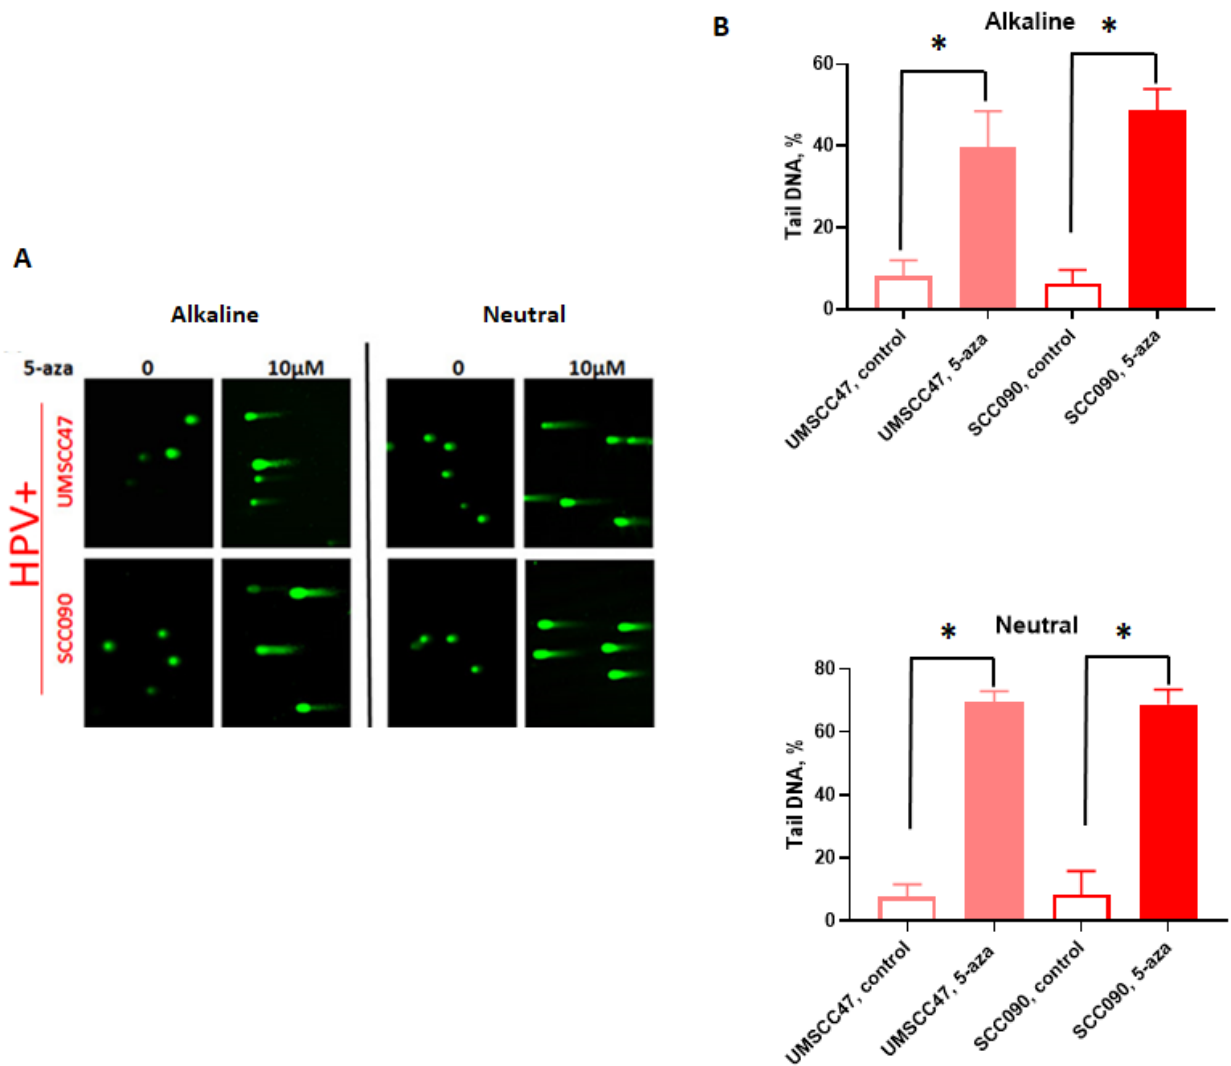 A
Alkaline Neutral
5-aza 0 10μM 0 10μM
HPV+
UMSCC47
SCC090
B
Alkaline
* *
Tail DNA, %
60
40
20
0
UMSCC47, control
UMSCC47, 5-aza
SCC090, control
SCC090, 5-aza
Neutral
* *
Tail DNA, %
80
60
40
20
0
UMSCC47, control
UMSCC47, 5-aza
SCC090, control
SCC090, 5-aza